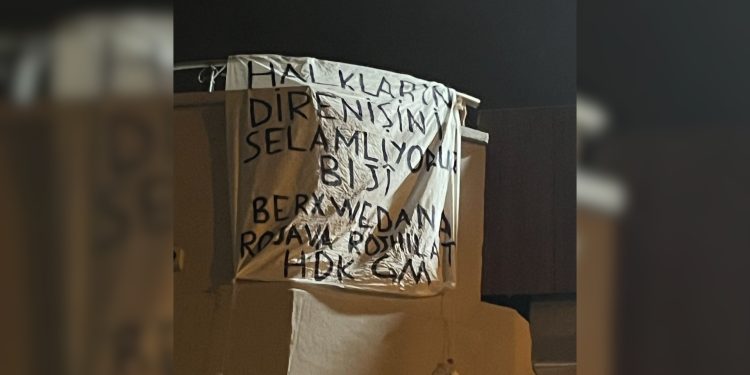 HALKLARIN
DİRENİŞİNİ
SELAMLIYORUZ
BIJİ
BERXWEDANA
ROJAVA ROJHILAT
HDK GM